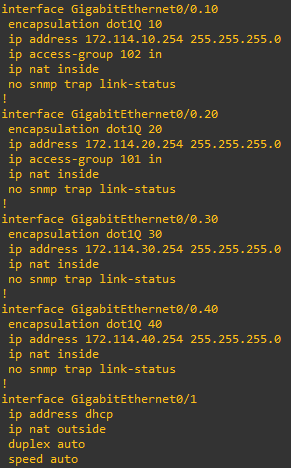 interface GigabitEthernet0/0.10
 encapsulation dot1Q 10
 ip address 172.114.10.254 255.255.255.0
 ip access-group 102 in
 ip nat inside
 no snmp trap link-status
!
interface GigabitEthernet0/0.20
 encapsulation dot1Q 20
 ip address 172.114.20.254 255.255.255.0
 ip access-group 101 in
 ip nat inside
 no snmp trap link-status
!
interface GigabitEthernet0/0.30
 encapsulation dot1Q 30
 ip address 172.114.30.254 255.255.255.0
 ip nat inside
 no snmp trap link-status
!
interface GigabitEthernet0/0.40
 encapsulation dot1Q 40
 ip address 172.114.40.254 255.255.255.0
 ip nat inside
 no snmp trap link-status
!
interface GigabitEthernet0/1
 ip address dhcp
 ip nat outside
 duplex auto
 speed auto